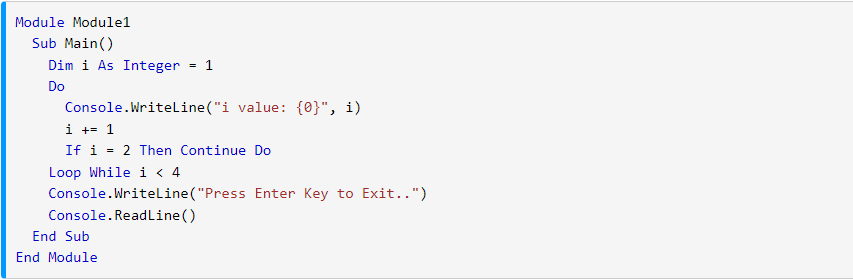 Module Module1
Sub Main()
Dim i As Integer = 1
Do
Console.WriteLine("i value: {0}", i)
i += 1
If i = 2 Then Continue Do
Loop While i < 4
Console.WriteLine("Press Enter Key to Exit..")
Console.ReadLine()
End Sub
End Module